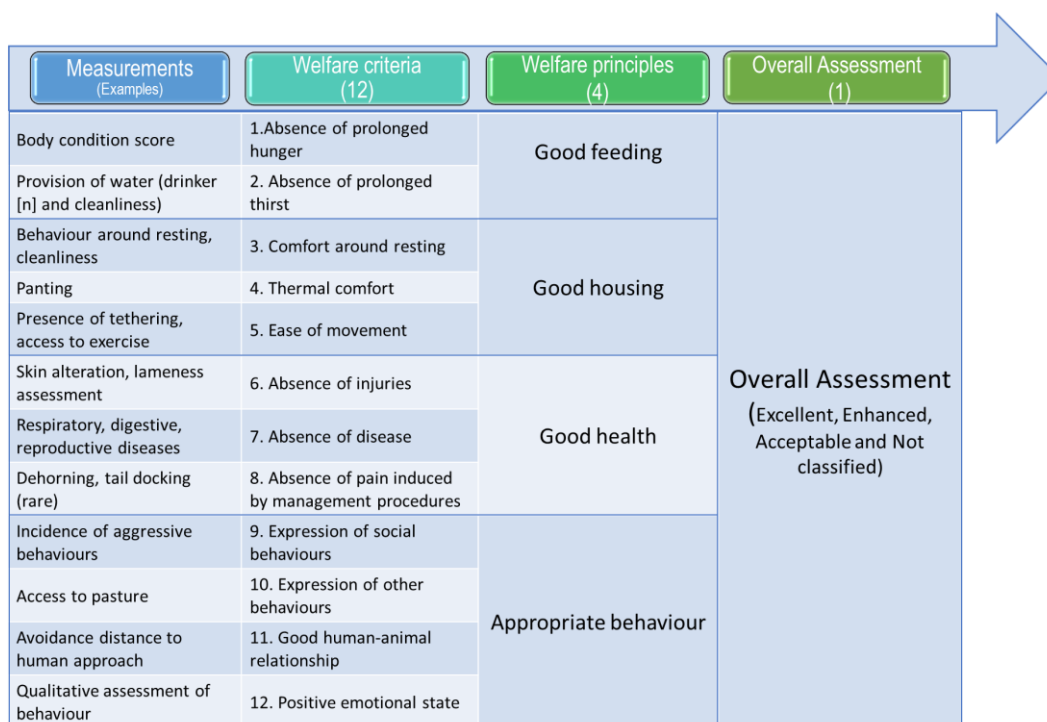 Measurements
(Examples)
Welfare criteria
(12)
Welfare principles
(4)
Overall Assessment
(1)
Body condition score
1.Absence of prolonged
hunger
Good feeding
Provision of water (drinker
[n] and cleanliness)
2. Absence of prolonged
thirst
Behaviour around resting,
cleanliness
3. Comfort around resting
Good housing
Panting
4. Thermal comfort
Presence of tethering,
access to exercise
5. Ease of movement
Skin alteration, lameness
assessment
6. Absence of injuries
Good health
Respiratory, digestive,
reproductive diseases
7. Absence of disease
Dehorning, tail docking
(rare)
8. Absence of pain induced
by management procedures
Incidence of aggressive
behaviours
9. Expression of social
behaviours
Appropriate behaviour
Access to pasture
10. Expression of other
behaviours
Avoidance distance to
human approach
11. Good human-animal
relationship
Qualitative assessment of
behaviour
12. Positive emotional state
Overall Assessment
(Excellent, Enhanced,
Acceptable and Not
classified)